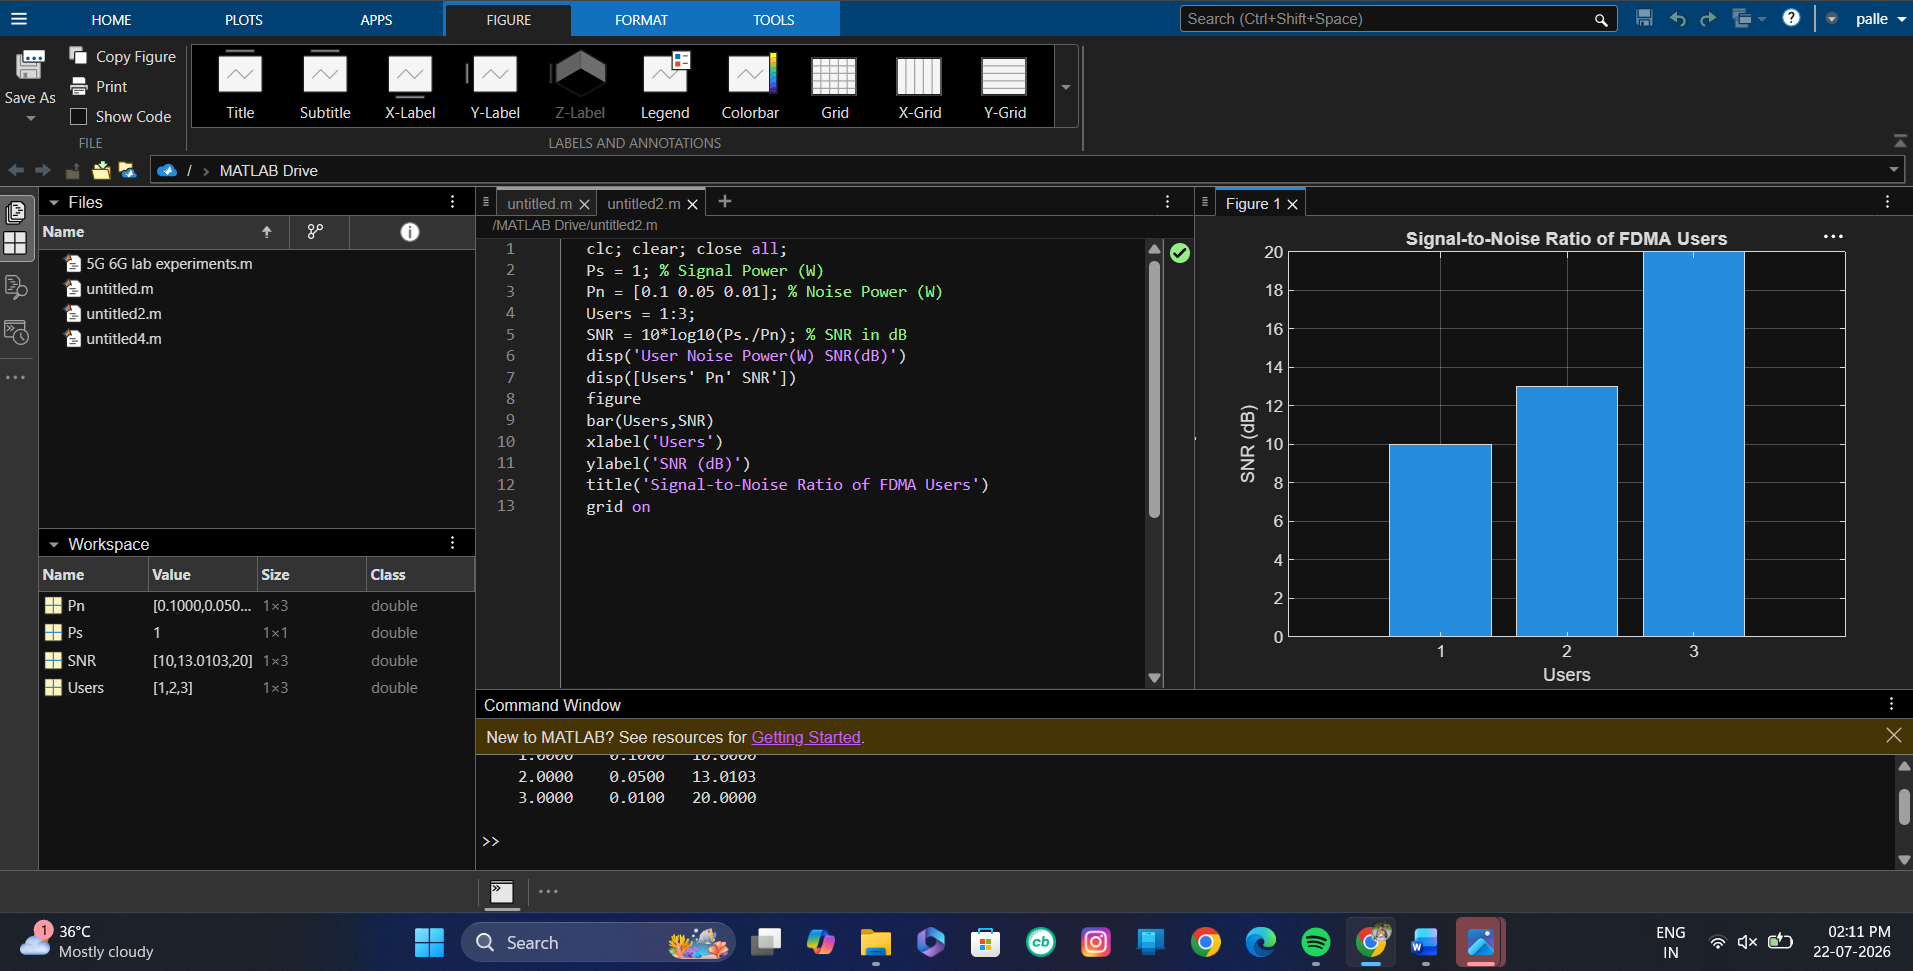 HOME PLOTS APPS FIGURE FORMAT TOOLS Search (Ctrl+Shift+Space) palle
Save As
Copy Figure
Print
Show Code
FILE
Title Subtitle X-Label Y-Label Z-Label Legend Colorbar Grid X-Grid Y-Grid
LABELS AND ANNOTATIONS
/ › MATLAB Drive
Files
Name
5G 6G lab experiments.m
untitled.m
untitled2.m
untitled4.m
Workspace
Name Value Size Class
Pn [0.1000,0.050... 1×3 double
Ps 1 1×1 double
SNR [10,13.0103,20] 1×3 double
Users [1,2,3] 1×3 double
untitled.m untitled2.m
/MATLAB Drive/untitled2.m
1 clc; clear; close all;
2 Ps = 1; % Signal Power (W)
3 Pn = [0.1 0.05 0.01]; % Noise Power (W)
4 Users = 1:3;
5 SNR = 10*log10(Ps./Pn); % SNR in dB
6 disp('User Noise Power(W) SNR(dB)')
7 disp([Users' Pn' SNR'])
8 figure
9 bar(Users,SNR)
10 xlabel('Users')
11 ylabel('SNR (dB)')
12 title('Signal-to-Noise Ratio of FDMA Users')
13 grid on
Figure 1
Signal-to-Noise Ratio of FDMA Users
20
18
16
14
12
10
8
6
4
2
0
SNR (dB)
1 2 3
Users
Command Window
New to MATLAB? See resources for Getting Started.
1.0000 0.1000 10.0000
2.0000 0.0500 13.0103
3.0000 0.0100 20.0000
>>
1
36°C
Mostly cloudy
Search
cb
W
ENG
IN
02:11 PM
22-07-2026